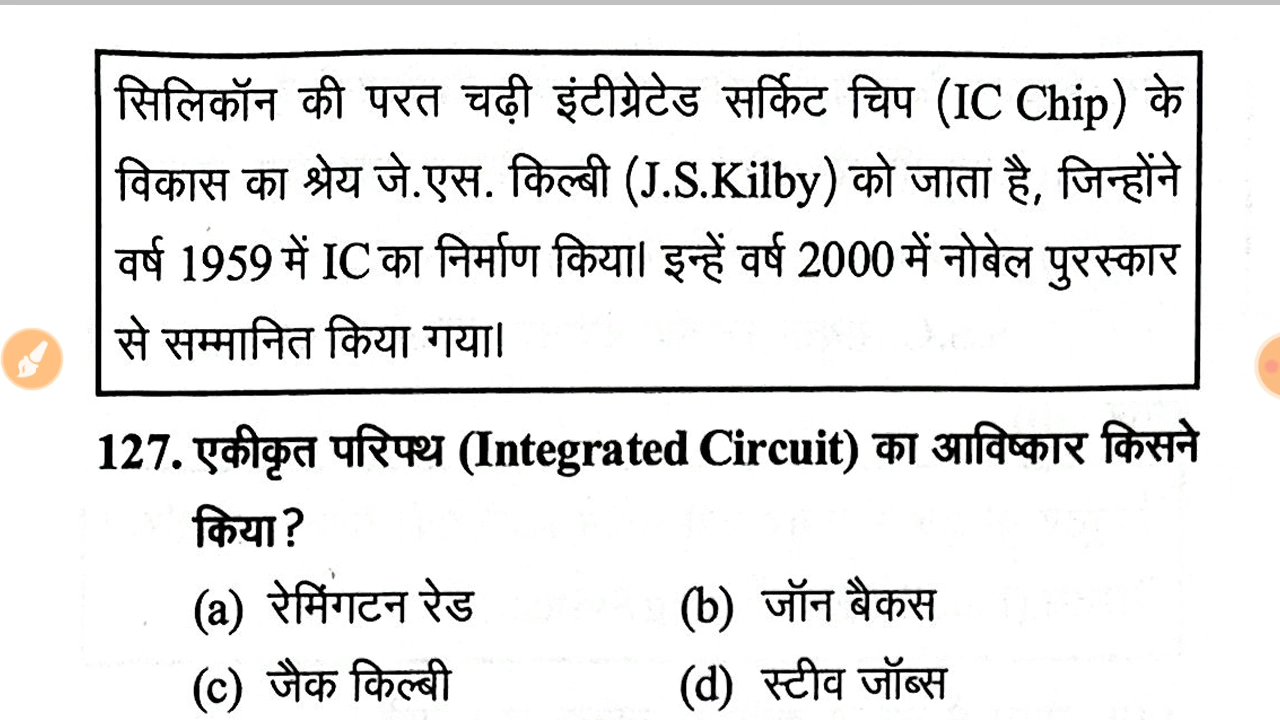 सिलिकॉन की परत चढ़ी इंटीग्रेटेड सर्किट चिप (IC Chip) के
विकास का श्रेय जे.एस. किल्बी (J.S.Kilby) को जाता है, जिन्होंने
वर्ष 1959 में IC का निर्माण किया। इन्हें वर्ष 2000 में नोबेल पुरस्कार
से सम्मानित किया गया।
127. एकीकृत परिपथ (Integrated Circuit) का आविष्कार किसने
किया?
(a) रेमिंगटन रेड (b) जॉन बैकस
(c) जैक किल्बी (d) स्टीव जॉब्स